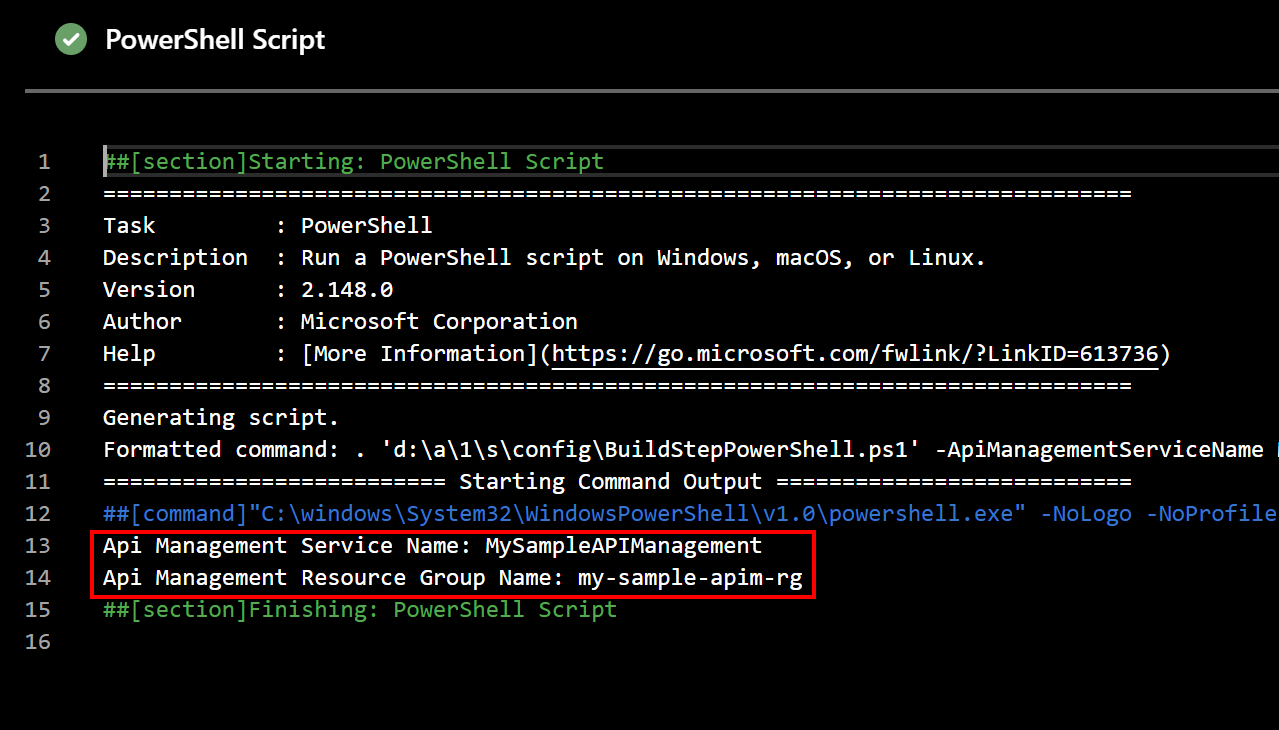 PowerShell Script
1 ##[section]Starting: PowerShell Script
2 ==============================================================================
3 Task         : PowerShell
4 Description  : Run a PowerShell script on Windows, macOS, or Linux.
5 Version      : 2.148.0
6 Author       : Microsoft Corporation
7 Help         : [More Information](https://go.microsoft.com/fwlink/?LinkID=613736)
8 ==============================================================================
9 Generating script.
10 Formatted command: . 'd:\a\1\s\config\BuildStepPowerShell.ps1' -ApiManagementServiceName
11 ========================== Starting Command Output ===========================
12 ##[command]"C:\windows\System32\WindowsPowerShell\v1.0\powershell.exe" -NoLogo -NoProfile
13 Api Management Service Name: MySampleAPIManagement
14 Api Management Resource Group Name: my-sample-apim-rg
15 ##[section]Finishing: PowerShell Script
16